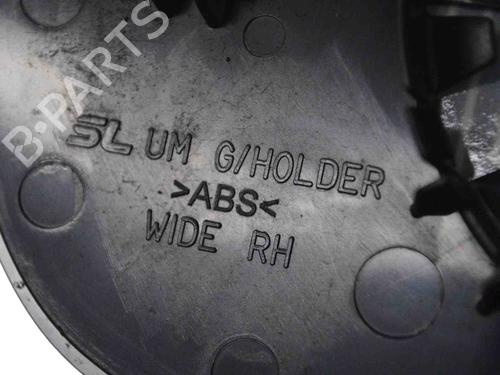 B-PARTS
SL UM G/HOLDER
>ABS<
WIDE RH